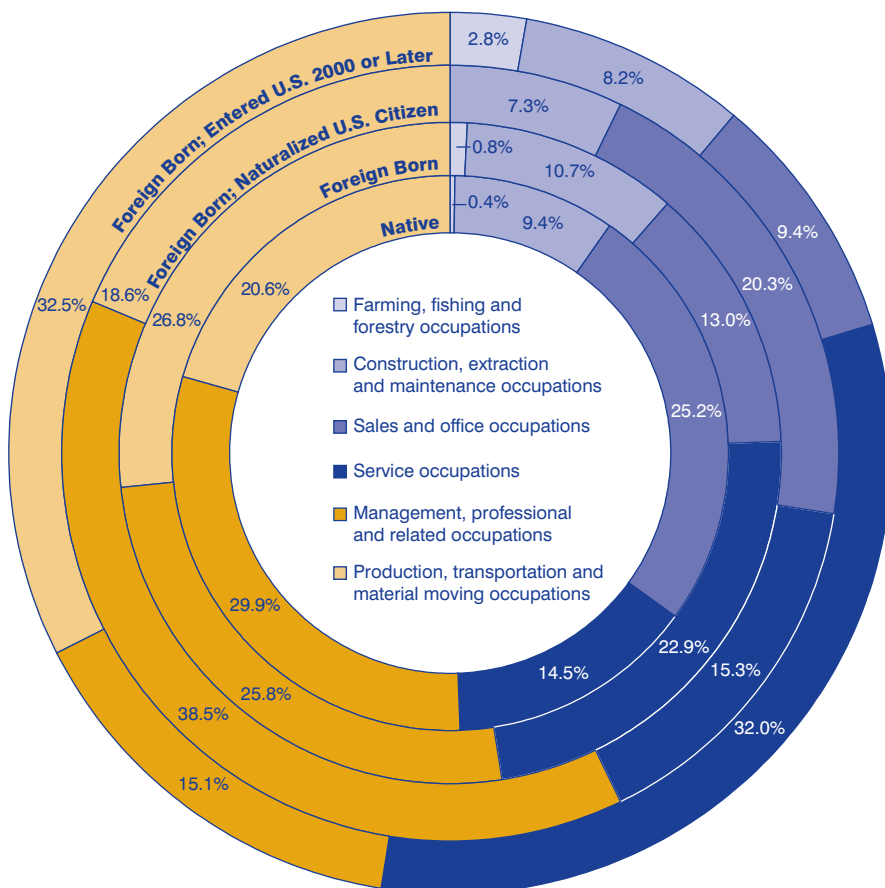 2.8%
8.2%
Foreign Born; Entered U.S. 2000 or Later
7.3%
Foreign Born; Naturalized U.S. Citizen
0.8%
10.7%
Foreign Born
0.4%
9.4%
Native
9.4%
20.3%
13.0%
32.5%
18.6%
26.8%
20.6%
25.2%
Farming, fishing and
forestry occupations
Construction, extraction
and maintenance occupations
Sales and office occupations
Service occupations
Management, professional
and related occupations
Production, transportation and
material moving occupations
29.9%
14.5%
22.9%
15.3%
32.0%
25.8%
38.5%
15.1%